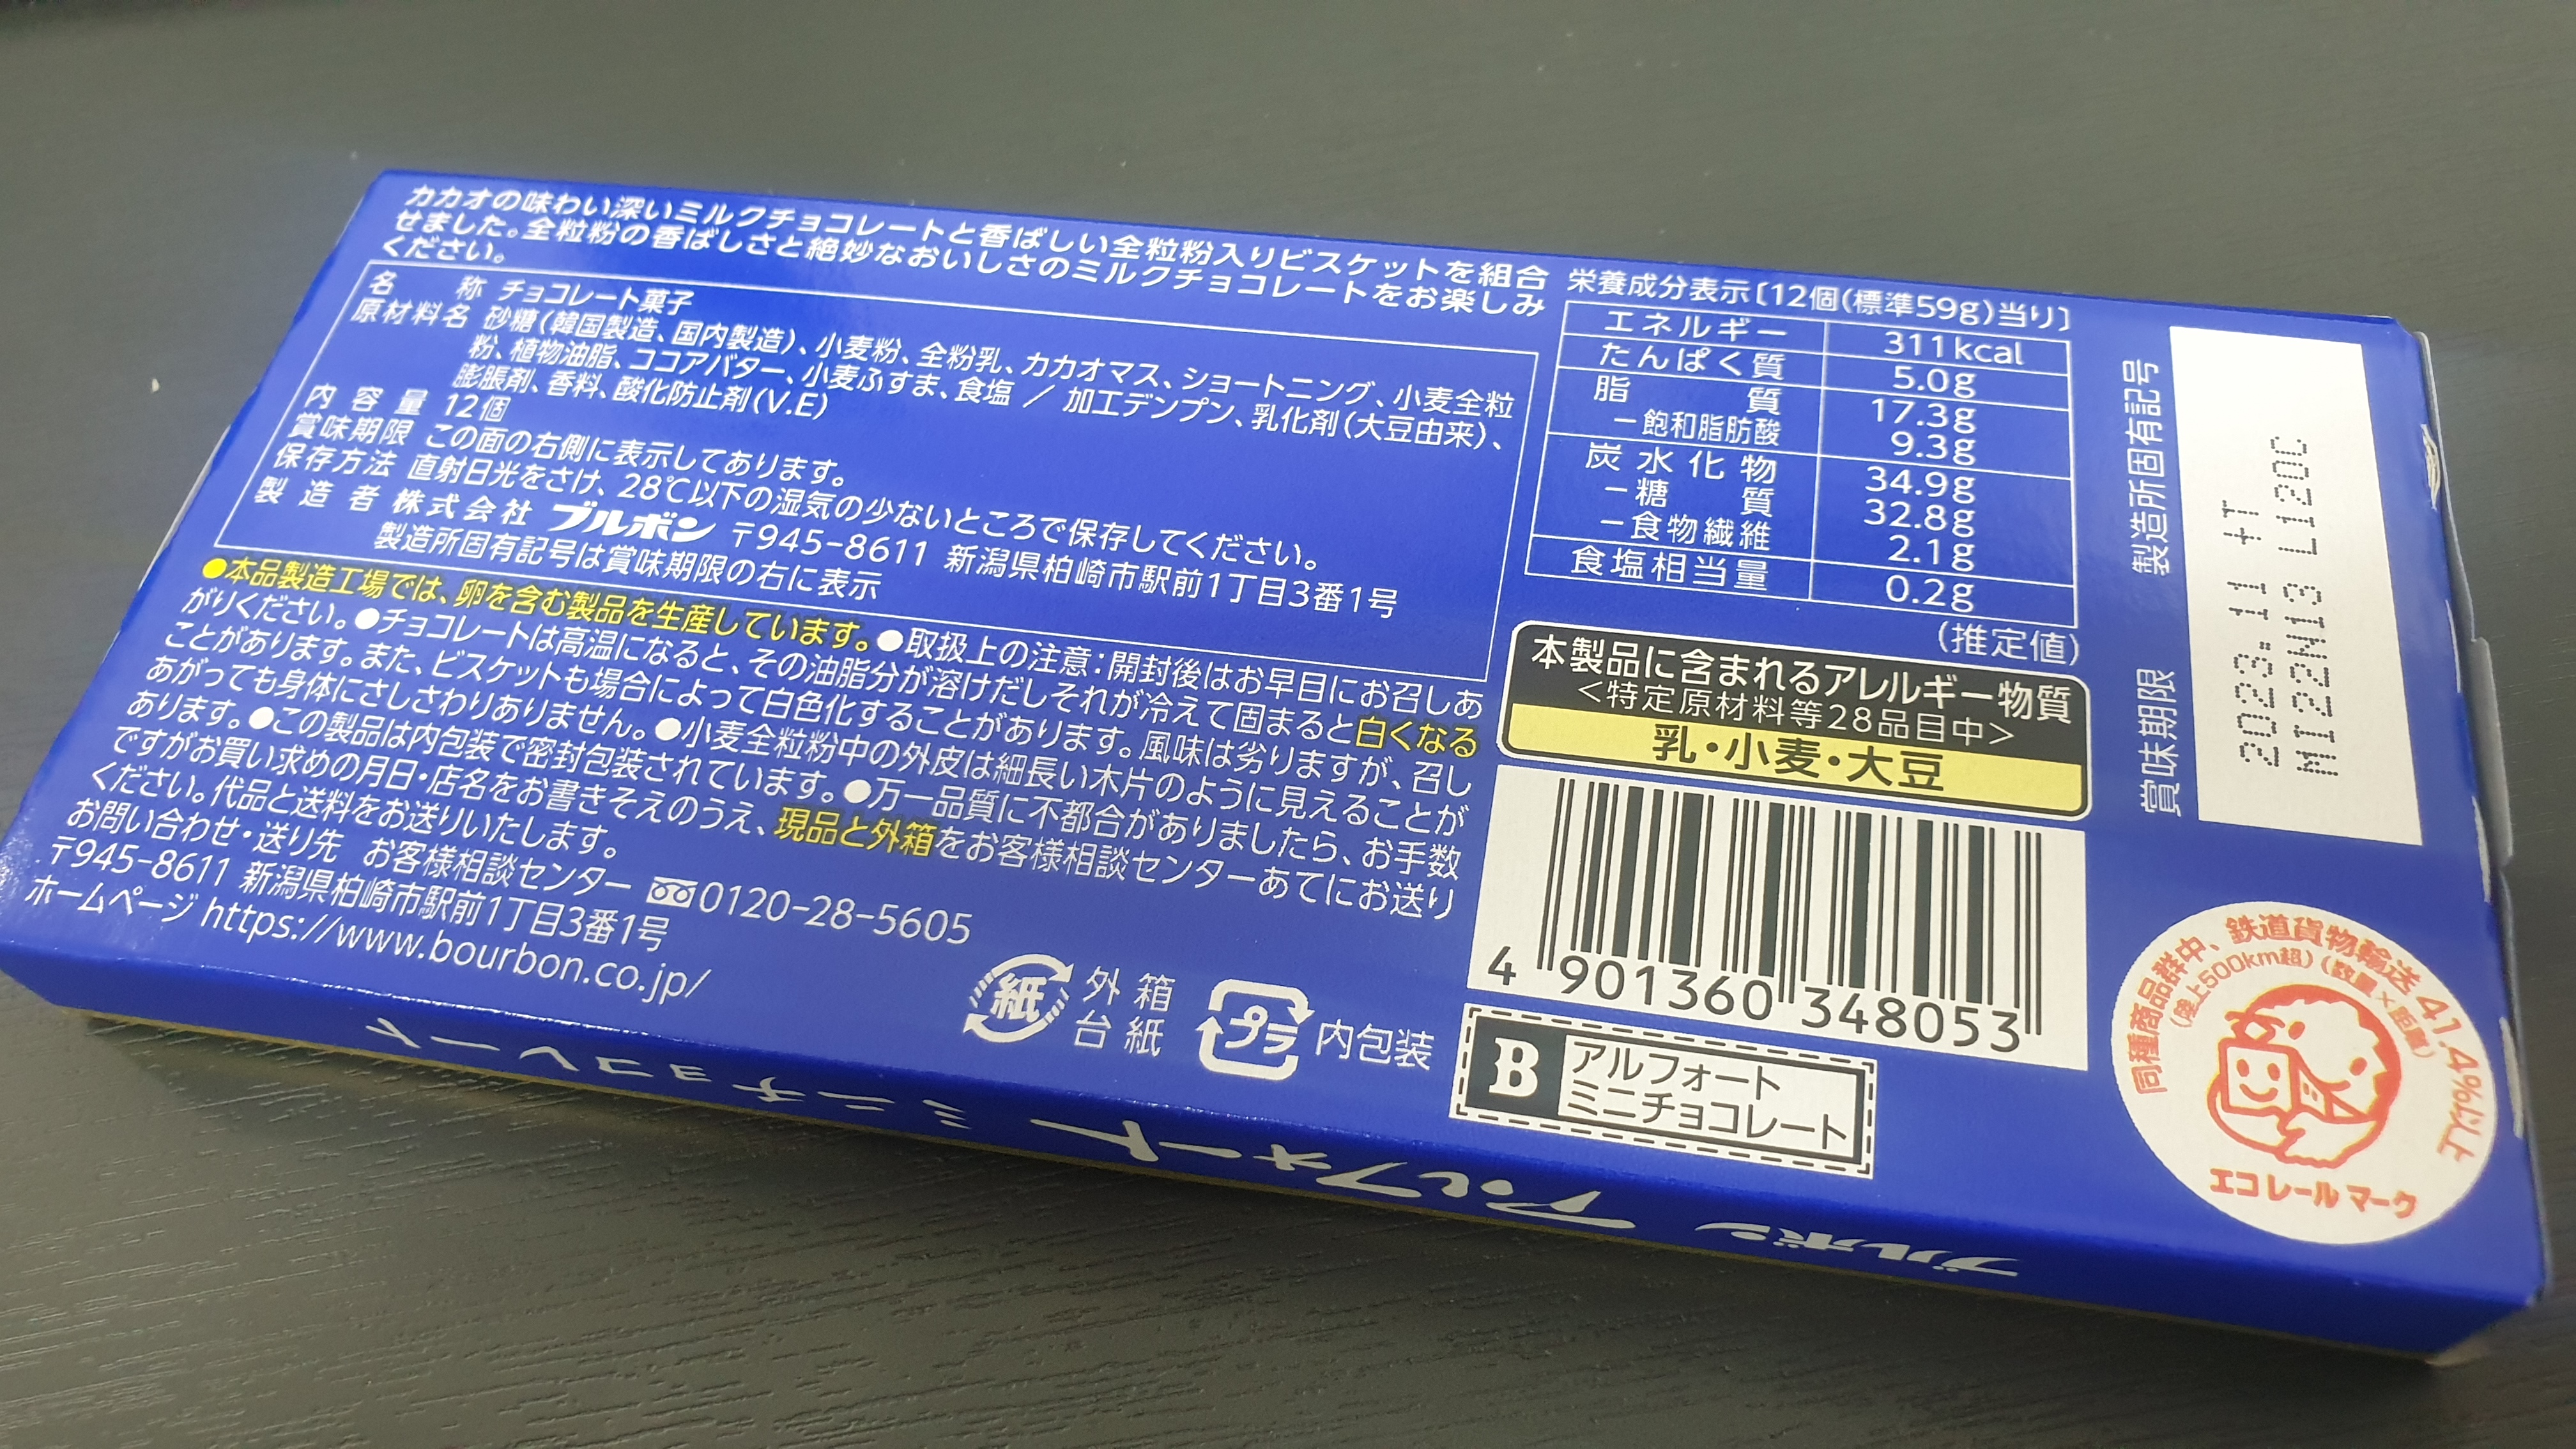 カカオの味わい深いミルクチョコレートと香ばしい全粒粉入りビスケットを組合
せました。全粒粉の香ばしさと絶妙なおいしさのミルクチョコレートをお楽しみ
ください。
名称 チョコレート菓子
原材料名 砂糖(韓国製造、国内製造)、小麦粉、全粉乳、カカオマス、ショートニング、小麦全粒
粉、植物油脂、ココアバター、小麦ふすま、食塩 / 加工デンプン、乳化剤(大豆由来)、
膨脹剤、香料、酸化防止剤(V.E)
内容量 12個
賞味期限 この面の右側に表示してあります。
保存方法 直射日光をさけ、28℃以下の湿気の少ないところで保存してください。
製造者 株式会社 ブルボン 〒945-8611 新潟県柏崎市駅前1丁目3番1号
製造所固有記号は賞味期限の右に表示
●本品製造工場では、卵を含む製品を生産しています。●取扱上の注意:開封後はお早目にお召しあ
がりください。●チョコレートは高温になると、その油脂分が溶けだしそれが冷えて固まると白くなる
ことがあります。また、ビスケットも場合によって白色化することがあります。風味は劣りますが、召し
あがっても身体にさしさわりありません。●小麦全粒粉中の外皮は細長い木片のように見えることが
あります。●この製品は内包装で密封包装されています。●万一品質に不都合がありましたら、お手数
ですがお買い求めの月日・店名をお書きそえのうえ、現品と外箱をお客様相談センターあてにお送り
ください。代品と送料をお送りいたします。
お問い合わせ・送り先 お客様相談センター 0120-28-5605
〒945-8611 新潟県柏崎市駅前1丁目3番1号
ホームページ https://www.bourbon.co.jp/
紙 外箱
台紙
プラ 内包装
栄養成分表示〔12個(標準59g)当り〕
エネルギー 311kcal
たんぱく質 5.0g
脂質 17.3g
-飽和脂肪酸 9.3g
炭水化物 34.9g
-糖質 32.8g
-食物繊維 2.1g
食塩相当量 0.2g
(推定値)
本製品に含まれるアレルギー物質
<特定原材料等28品目中>
乳・小麦・大豆
4 901360 348053
B アルフォート
ミニチョコレート
賞味期限 製造所固有記号
2023.11 +T
MT22N13 L120C
同種商品群中、鉄道貨物輸送 41.4%以上
(陸上500km超)(数量×距離)
エコレールマーク
ブルボン アルフォート ミニチョコレート